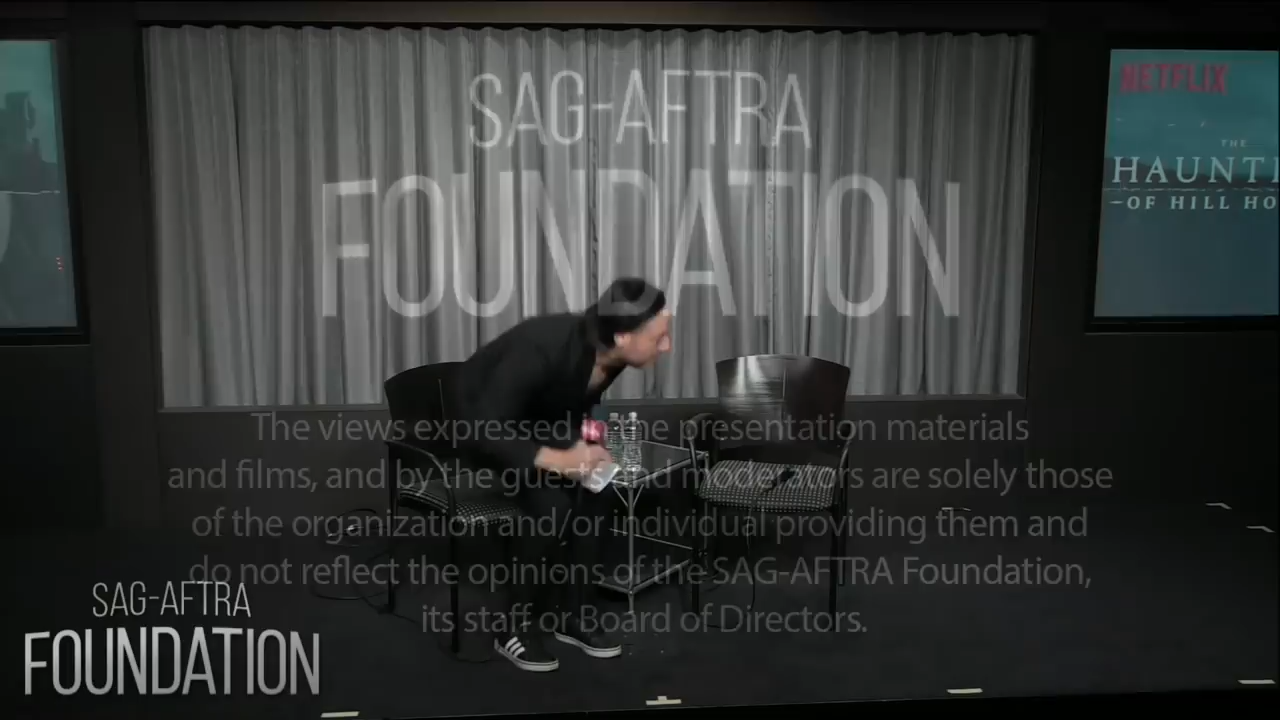 SAG-AFTRA
FOUNDATION
NETFLIX
THE
HAUNTI
OF HILL HO
The views expressed in the presentation materials
and films, and by the guests and moderators are solely those
of the organization and/or individual providing them and
do not reflect the opinions of the SAG-AFTRA Foundation,
its staff or Board of Directors.
SAG-AFTRA
FOUNDATION